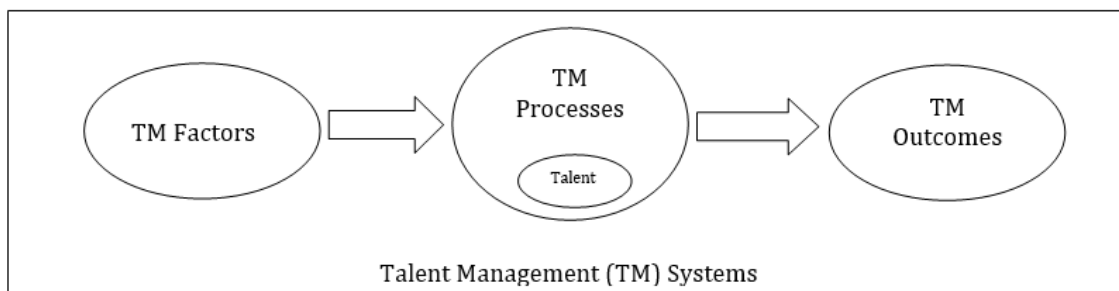 TM Factors
TM
Processes
Talent
TM
Outcomes
Talent Management (TM) Systems